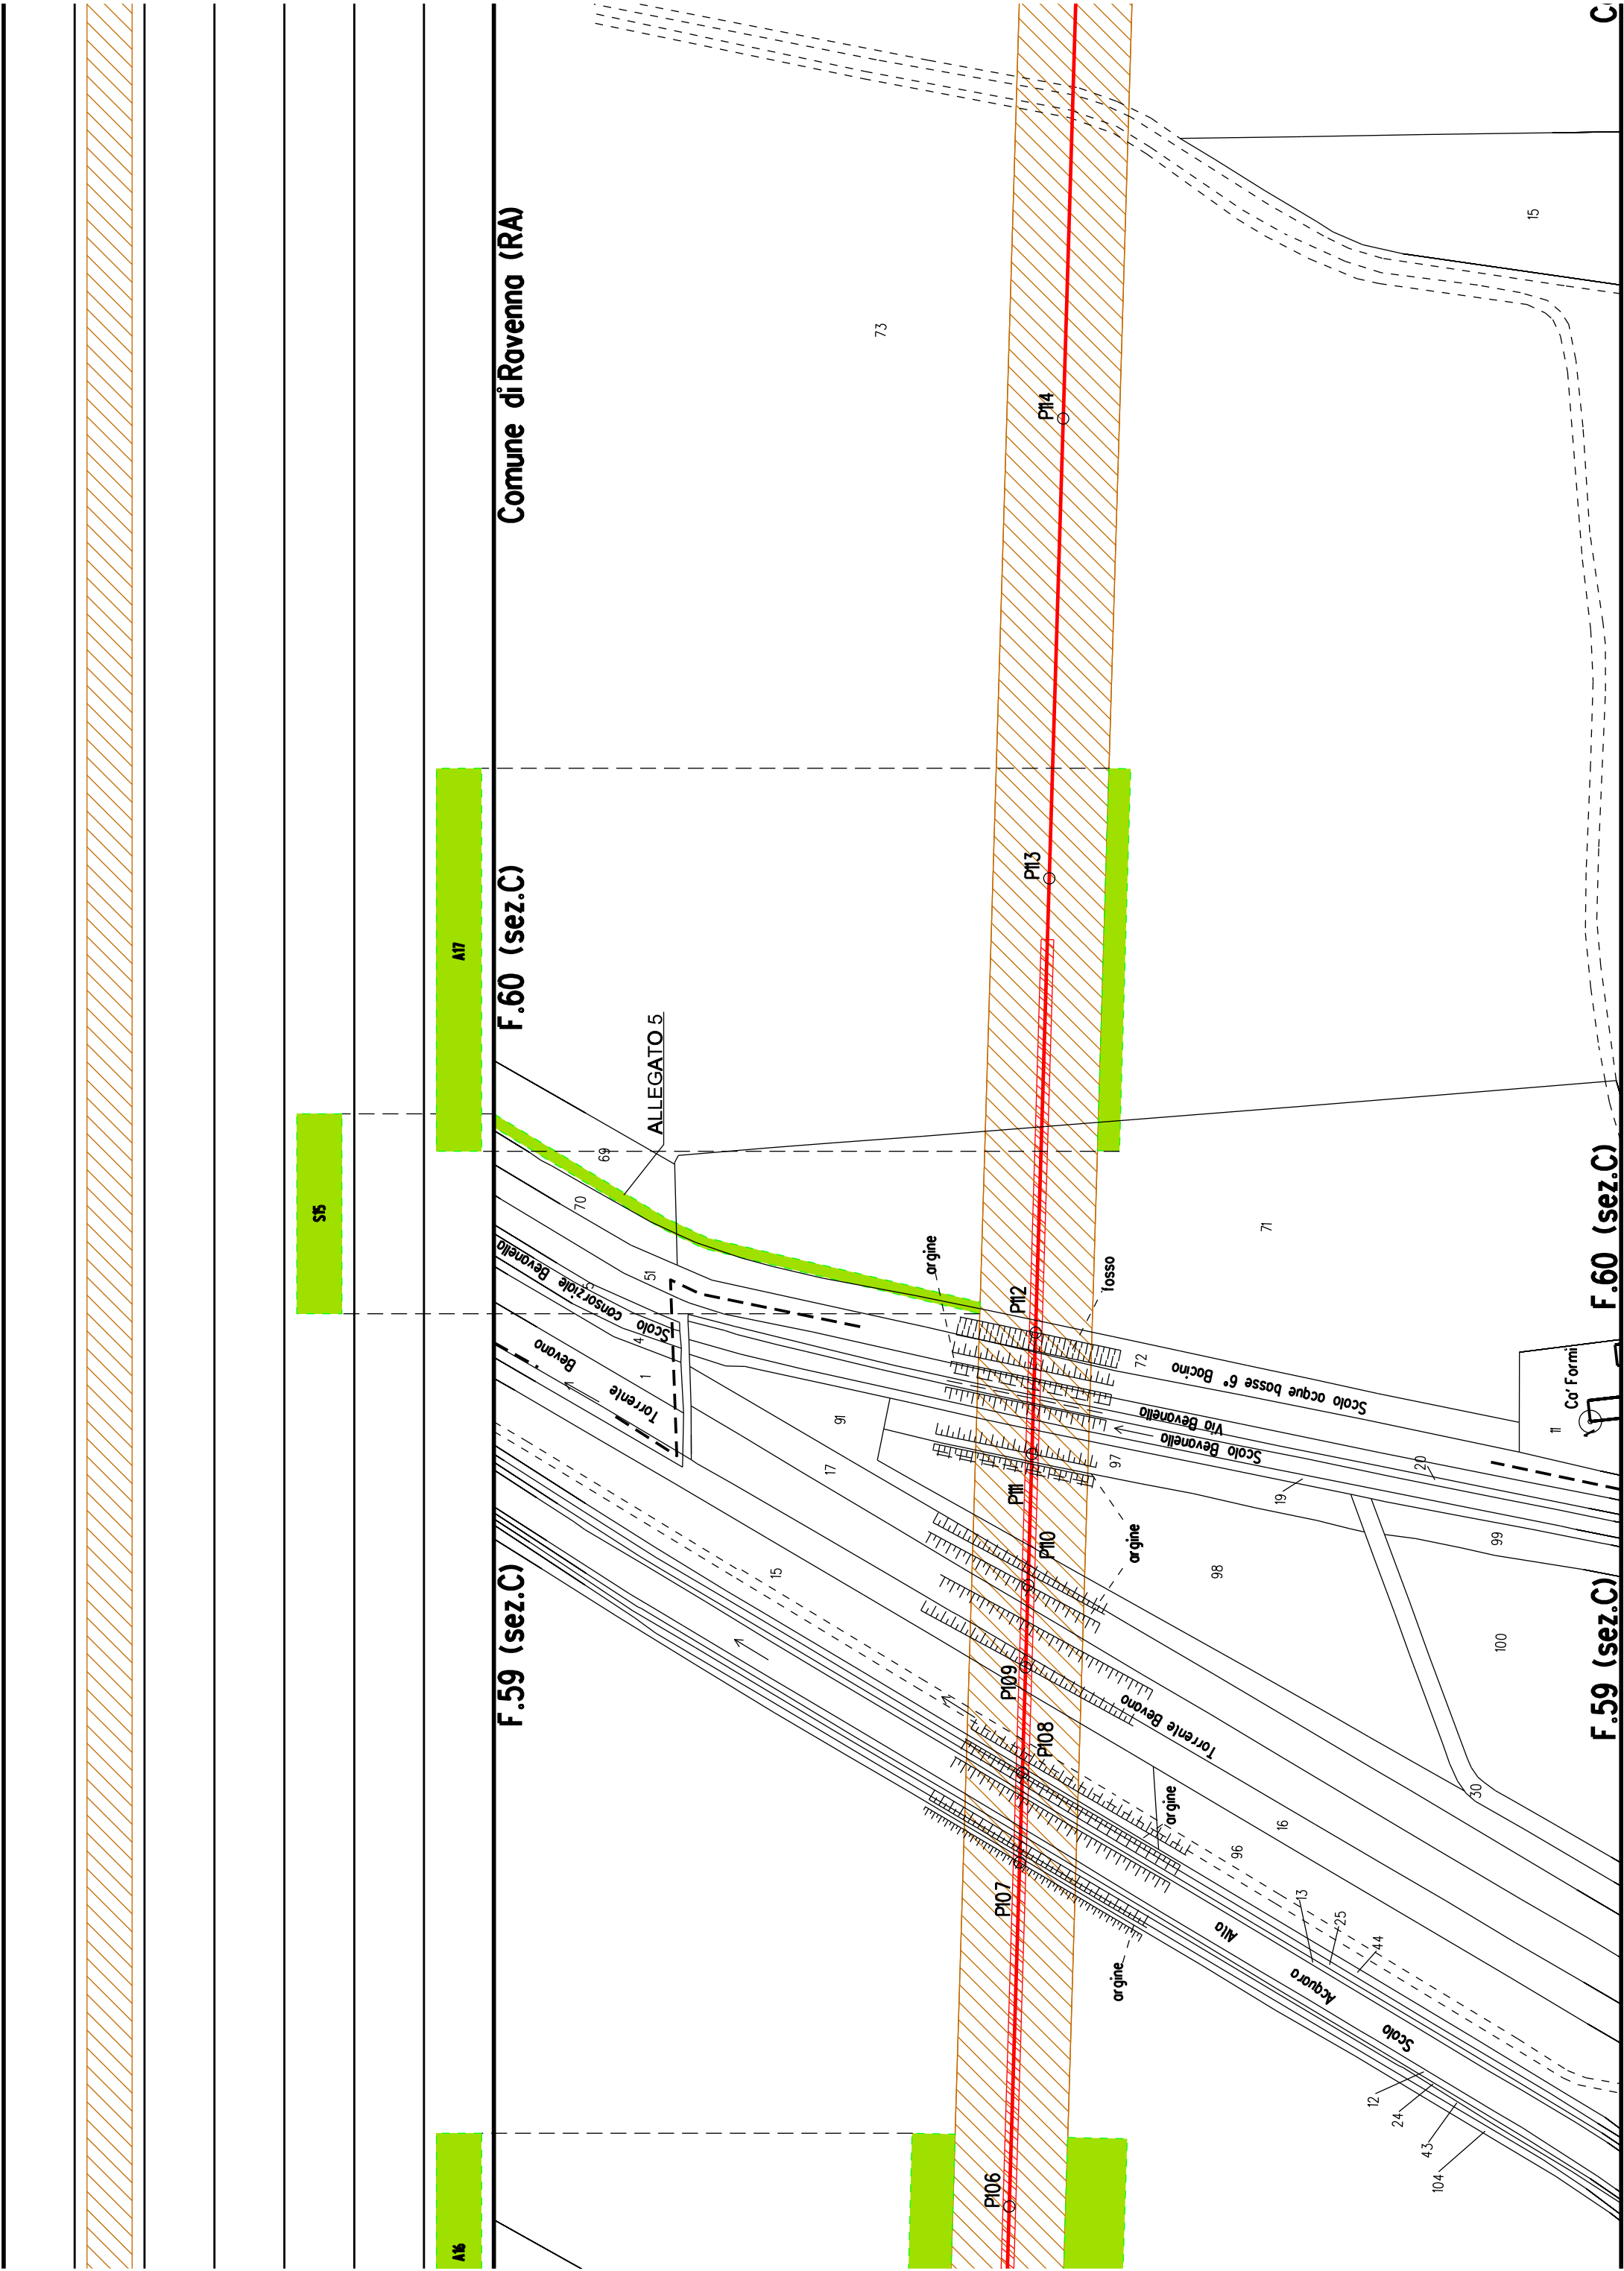 A16
A17
S15
F.59 (sez.C)
F.60 (sez.C)
Comune di Ravenna (RA)
ALLEGATO 5
69
70
51
5
4
1
Scolo consorziale Bevanella
Torrente Bevano
15
17
91
73
argine
P106
P107
P108
P109
P110
P111
P112
P113
P114
fosso
argine
argine
argine
72
97
71
98
96
16
Torrente Bevano
Scolo Bevanella
Via Bevanella
Scolo acque basse 6° Bacino
Scolo Acquara Alto
13
25
44
12
24
43
104
19
20
30
99
100
11
Ca' Formi
15
F.59 (sez.C)
F.60 (sez.C)
C